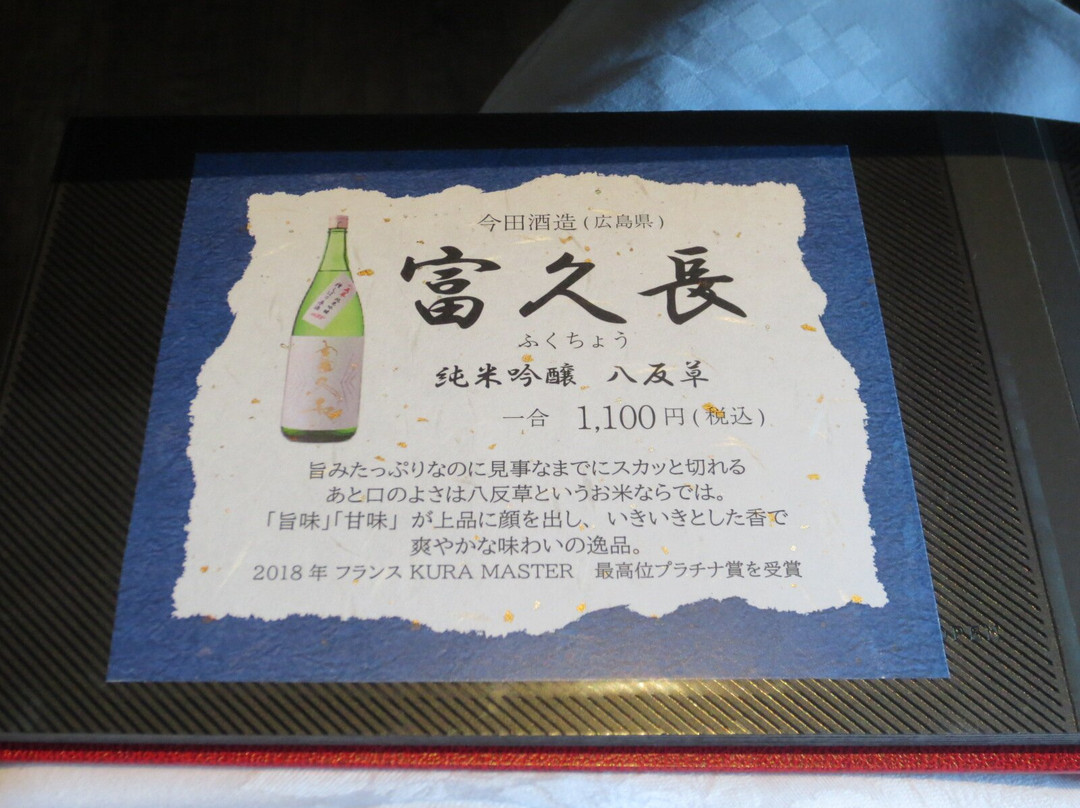 今田酒造(広島県)
富久長
ふくちょう
純米吟醸 八反草
一合 1,100円(税込)
旨みたっぷりなのに見事なまでにスカッと切れる
あと口のよさは八反草というお米ならでは。
「旨味」「甘味」が上品に顔を出し、いきいきとした香で
爽やかな味わいの逸品。
2018年 フランス KURA MASTER 最高位プラチナ賞を受賞